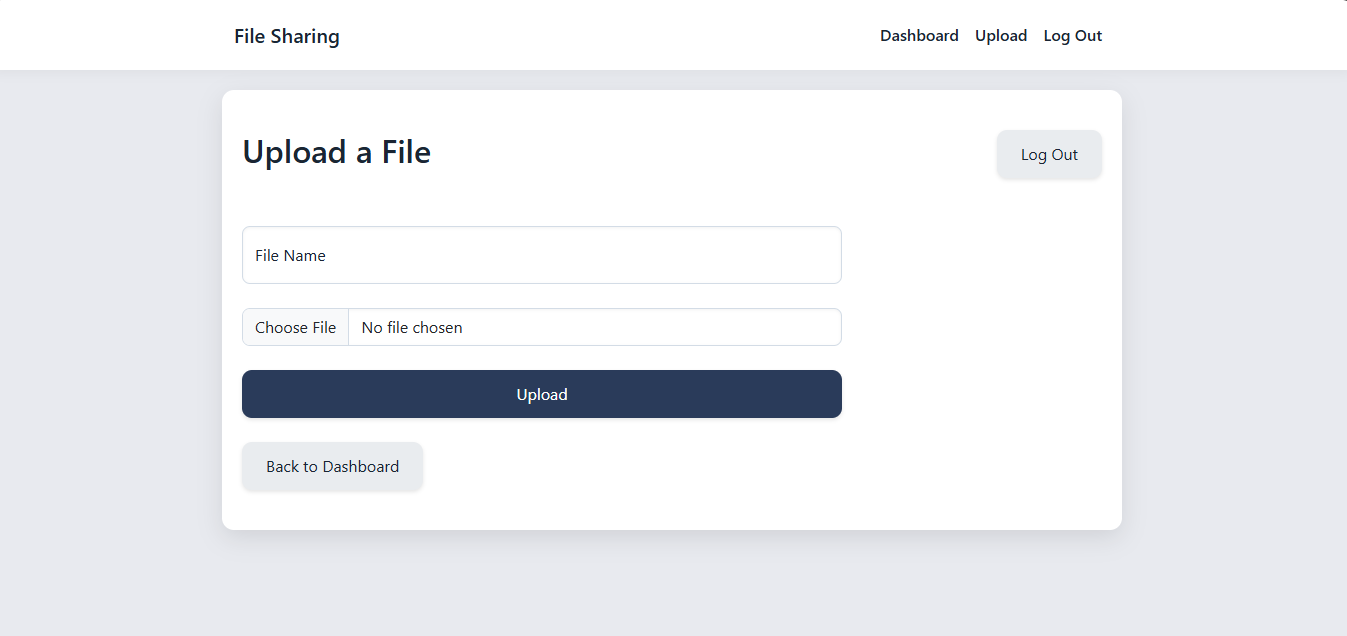 File Sharing
Dashboard Upload Log Out
Upload a File
Log Out
File Name
Choose File No file chosen
Upload
Back to Dashboard